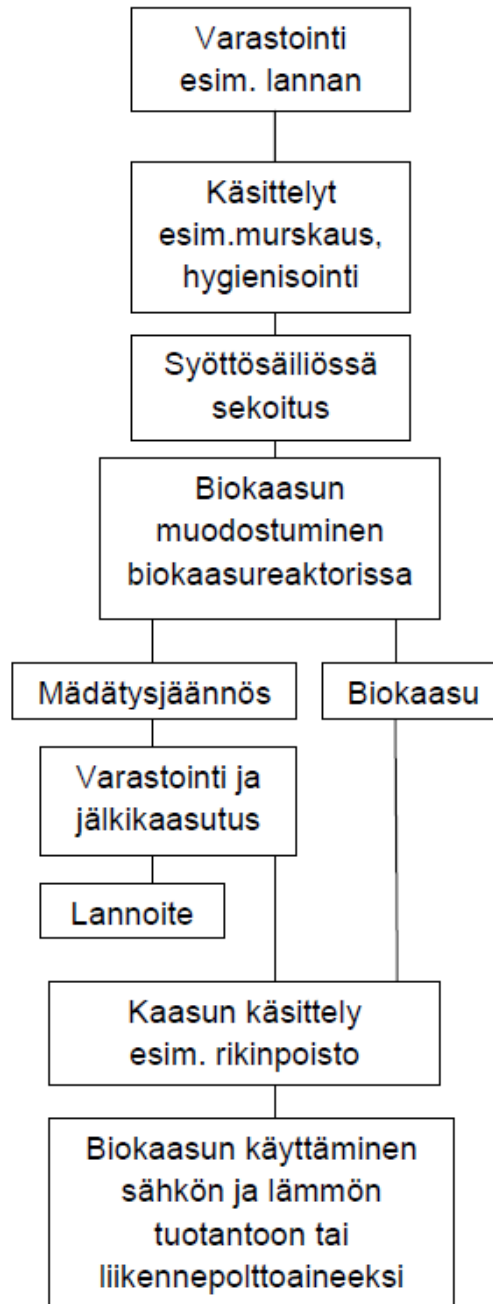 Varastointi
esim. lannan
Käsittelyt
esim.murskaus,
hygienisointi
Syöttösäiliössä
sekoitus
Biokaasun
muodostuminen
biokaasureaktorissa
Mädätysjäännös
Biokaasu
Varastointi ja
jälkikaasutus
Lannoite
Kaasun käsittely
esim. rikinpoisto
Biokaasun käyttäminen
sähkön ja lämmön
tuotantoon tai
liikennepolttoaineeksi